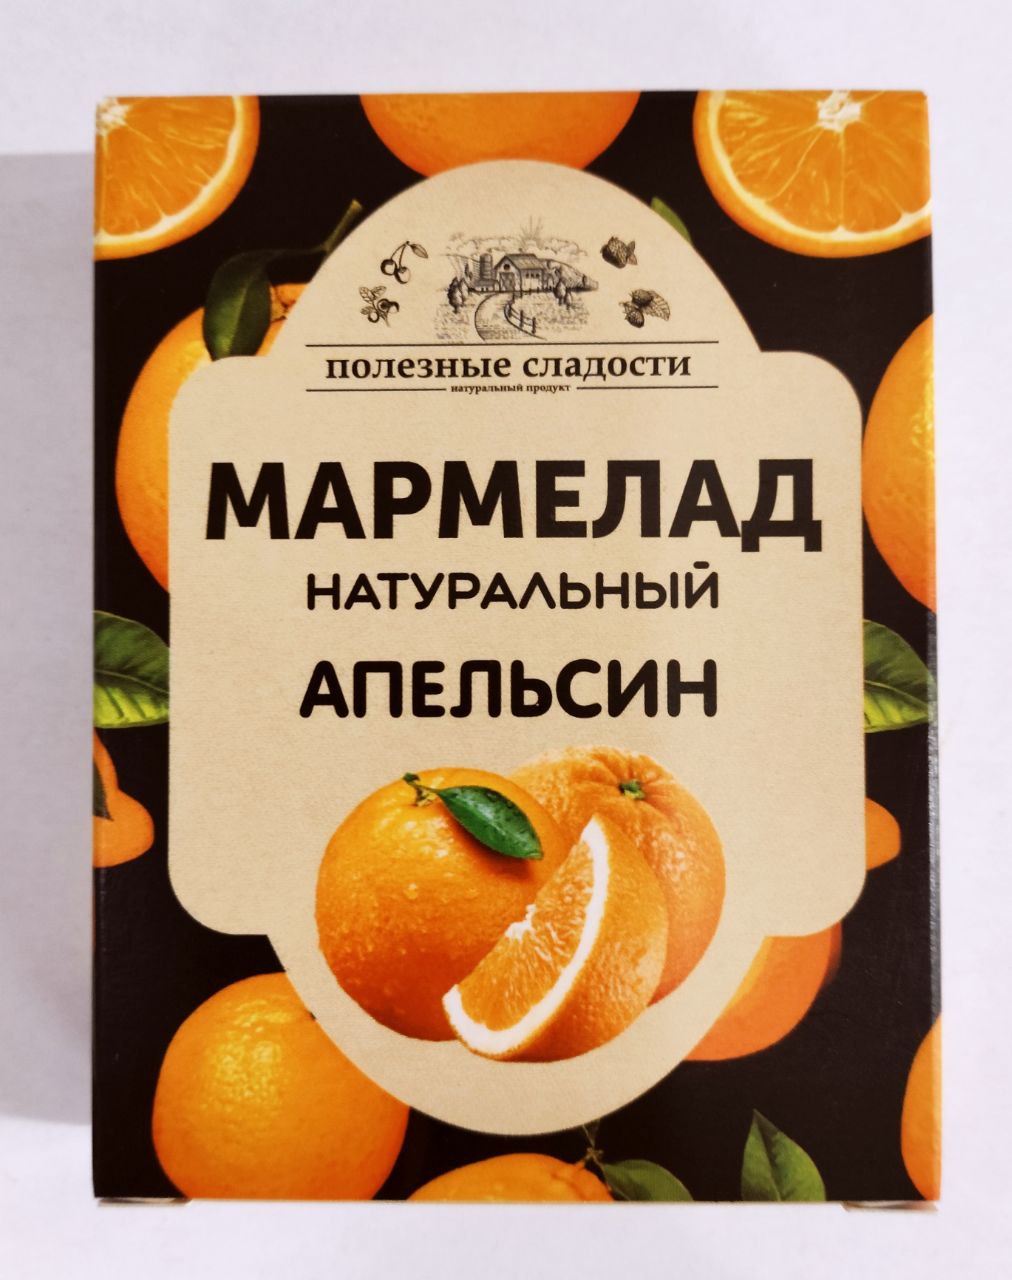 полезные сладости
натуральный продукт
МАРМЕЛАД
НАТУРАЛЬНЫЙ
АПЕЛЬСИН